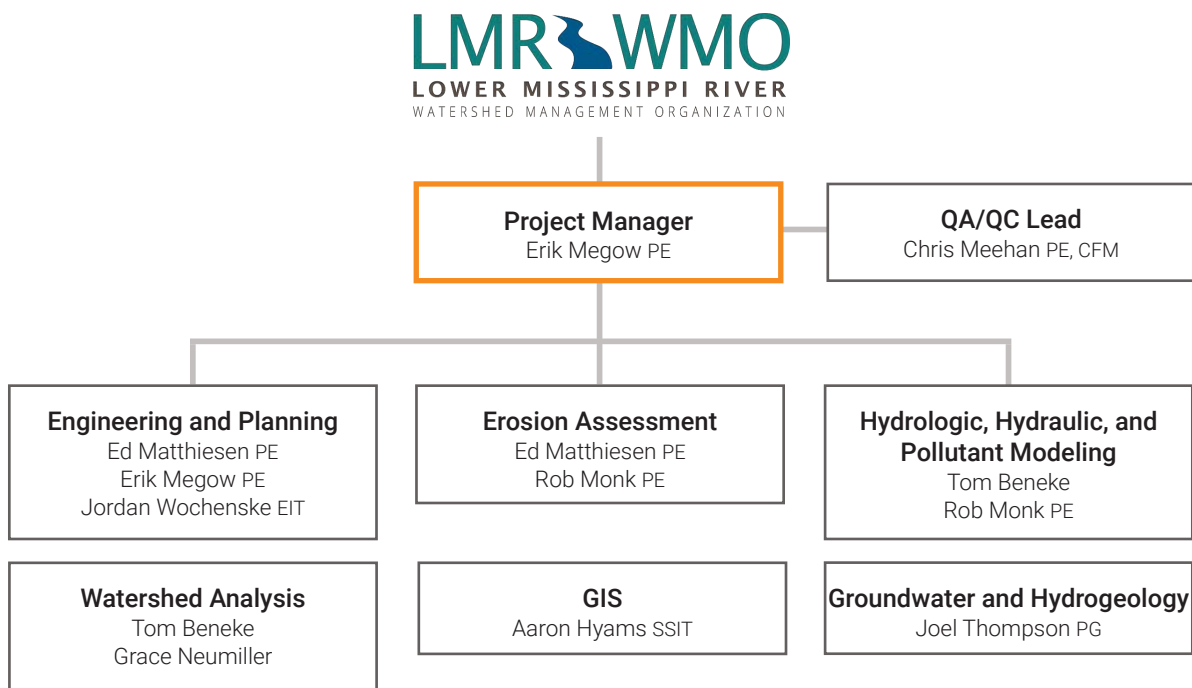 LMR WMO
LOWER MISSISSIPPI RIVER
WATERSHED MANAGEMENT ORGANIZATION
Project Manager
Erik Megow PE
QA/QC Lead
Chris Meehan PE, CFM
Engineering and Planning
Ed Matthiesen PE
Erik Megow PE
Jordan Wochenske EIT
Erosion Assessment
Ed Matthiesen PE
Rob Monk PE
Hydrologic, Hydraulic, and
Pollutant Modeling
Tom Beneke
Rob Monk PE
Watershed Analysis
Tom Beneke
Grace Neumiller
GIS
Aaron Hyams SSIT
Groundwater and Hydrogeology
Joel Thompson PG